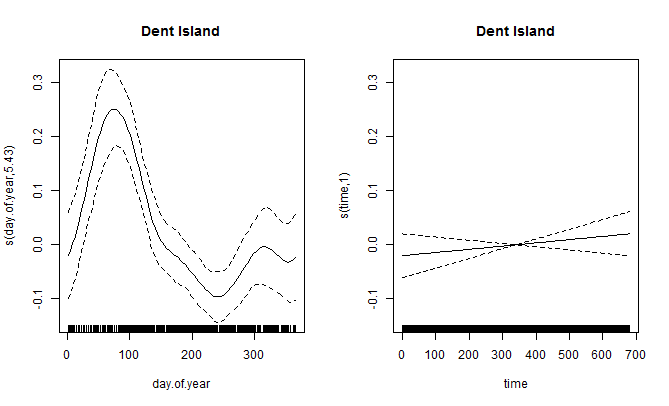 Dent Island
s(day.of.year,5.43)
0.3
0.2
0.1
0.0
-0.1
0 100 200 300
day.of.year
Dent Island
s(time,1)
0.3
0.2
0.1
0.0
-0.1
0 100 200 300 400 500 600 700
time